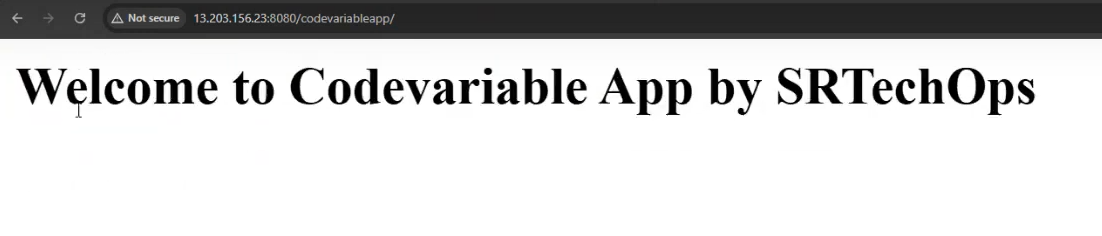 Not secure 13.203.156.23:8080/codevariableapp/
Welcome to Codevariable App by SRTechOps